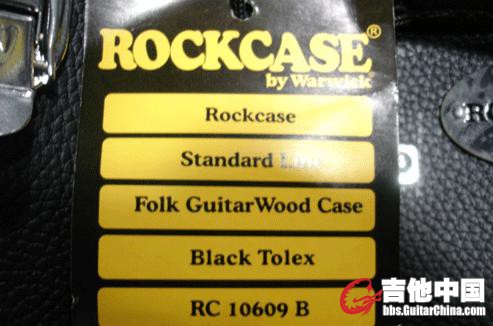 ROCKCASE®
by Warwick
Rockcase
Standard Line
Folk GuitarWood Case
Black Tolex
RC 10609 B
吉他中国
bbs.GuitarChina.com